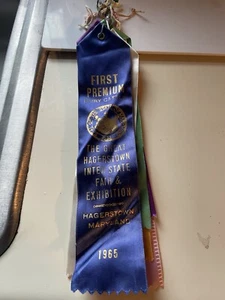 FIRST
PREMIUM
THE GREAT
HAGERSTOWN
INTER STATE
FAIR &
EXHIBITION
HAGERSTOWN
MARYLAND
1965